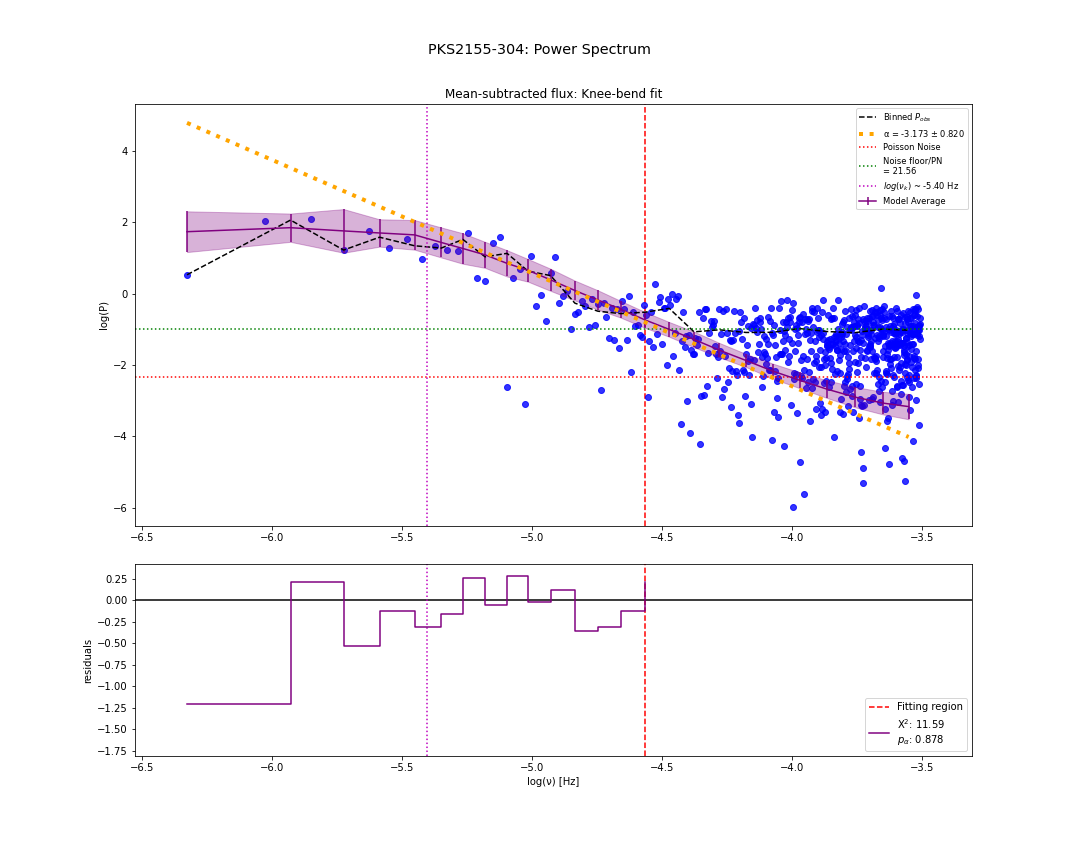 PKS2155-304: Power Spectrum
Mean-subtracted flux: Knee-bend fit
log(P)
4
2
0
−2
−4
−6
Binned P_obs
α = -3.173 ± 0.820
Poisson Noise
Noise floor/PN
= 21.56
log(ν_k) ~ -5.40 Hz
Model Average
−6.5 −6.0 −5.5 −5.0 −4.5 −4.0 −3.5
residuals
0.25
0.00
−0.25
−0.50
−0.75
−1.00
−1.25
−1.50
−1.75
Fitting region
X²: 11.59
p_α: 0.878
−6.5 −6.0 −5.5 −5.0 −4.5 −4.0 −3.5
log(ν) [Hz]